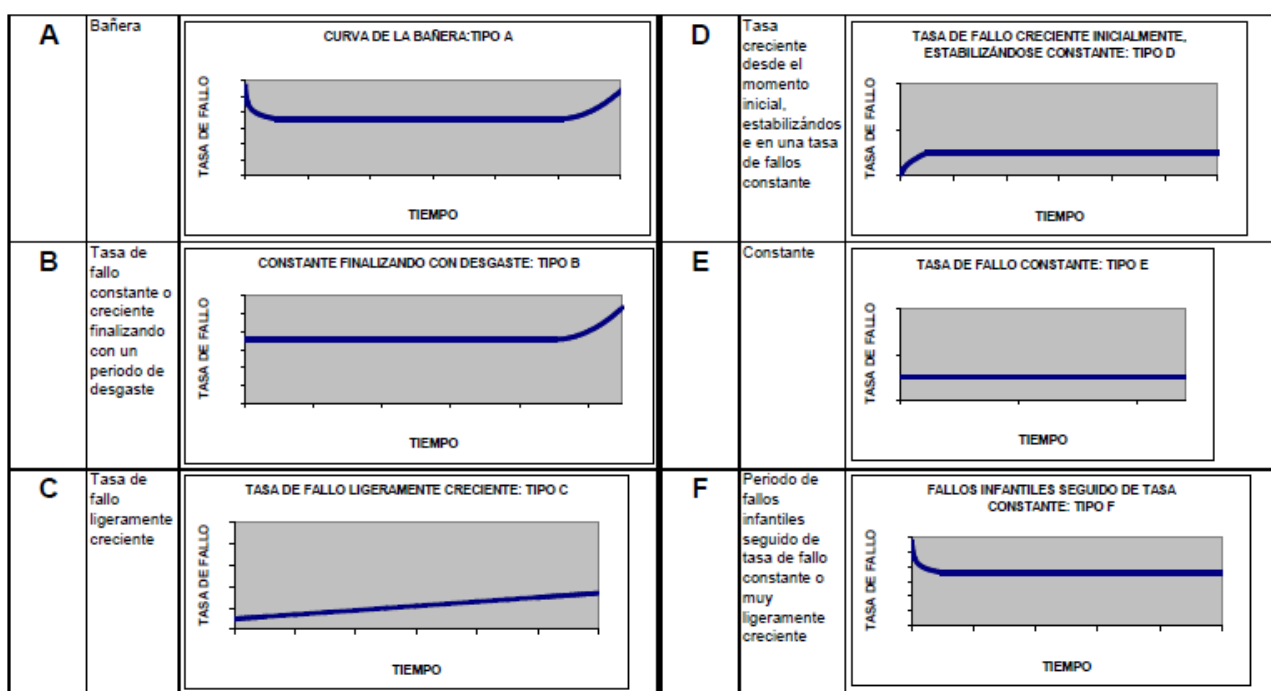 A
Bañera
CURVA DE LA BAÑERA:TIPO A
TASA DE FALLO
TIEMPO
B
Tasa de
fallo
constante o
creciente
finalizando
con un
periodo de
desgaste
CONSTANTE FINALIZANDO CON DESGASTE: TIPO B
TASA DE FALLO
TIEMPO
C
Tasa de
fallo
ligeramente
creciente
TASA DE FALLO LIGERAMENTE CRECIENTE: TIPO C
TASA DE FALLO
TIEMPO
D
Tasa
creciente
desde el
momento
inicial,
estabilizándos
e en una tasa
de fallos
constante
TASA DE FALLO CRECIENTE INICIALMENTE,
ESTABILIZÁNDOSE CONSTANTE: TIPO D
TASA DE FALLO
TIEMPO
E
Constante
TASA DE FALLO CONSTANTE: TIPO E
TASA DE FALLO
TIEMPO
F
Periodo de
fallos
infantiles
seguido de
tasa de fallo
constante o
muy
ligeramente
creciente
FALLOS INFANTILES SEGUIDO DE TASA
CONSTANTE: TIPO F
TASA DE FALLO
TIEMPO